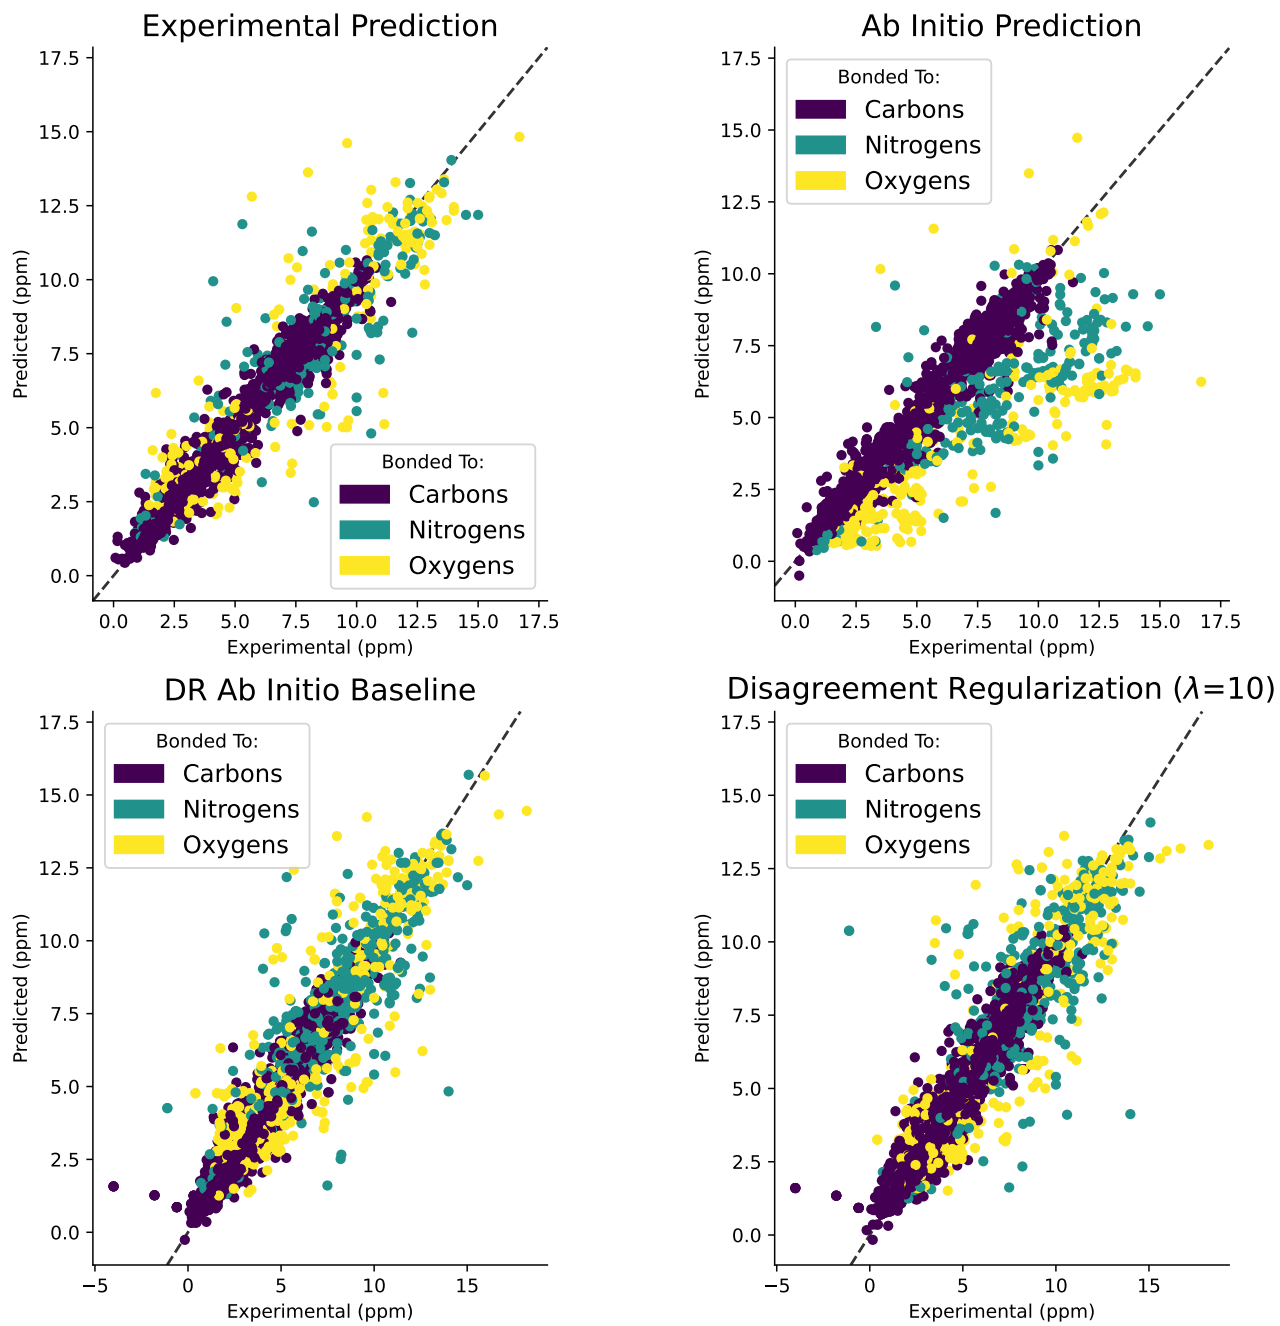 Experimental Prediction
17.5
15.0
12.5
10.0
7.5
5.0
2.5
0.0
Predicted (ppm)
Bonded To:
Carbons
Nitrogens
Oxygens
0.0 2.5 5.0 7.5 10.0 12.5 15.0 17.5
Experimental (ppm)
Ab Initio Prediction
17.5
15.0
12.5
10.0
7.5
5.0
2.5
0.0
Predicted (ppm)
Bonded To:
Carbons
Nitrogens
Oxygens
0.0 2.5 5.0 7.5 10.0 12.5 15.0 17.5
Experimental (ppm)
DR Ab Initio Baseline
17.5
15.0
12.5
10.0
7.5
5.0
2.5
0.0
Predicted (ppm)
Bonded To:
Carbons
Nitrogens
Oxygens
−5 0 5 10 15
Experimental (ppm)
Disagreement Regularization (λ=10)
17.5
15.0
12.5
10.0
7.5
5.0
2.5
0.0
Predicted (ppm)
Bonded To:
Carbons
Nitrogens
Oxygens
−5 0 5 10 15
Experimental (ppm)